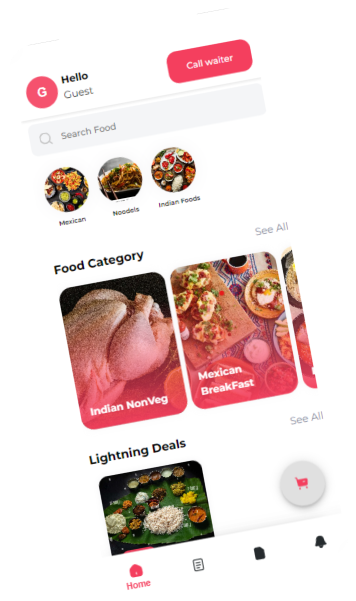 Hello
G
Guest
Call waiter
Search Food
Mexican
Noodels
Indian Foods
See All
Food Category
Indian NonVeg
Mexican
BreakFast
See All
Lightning Deals
Home